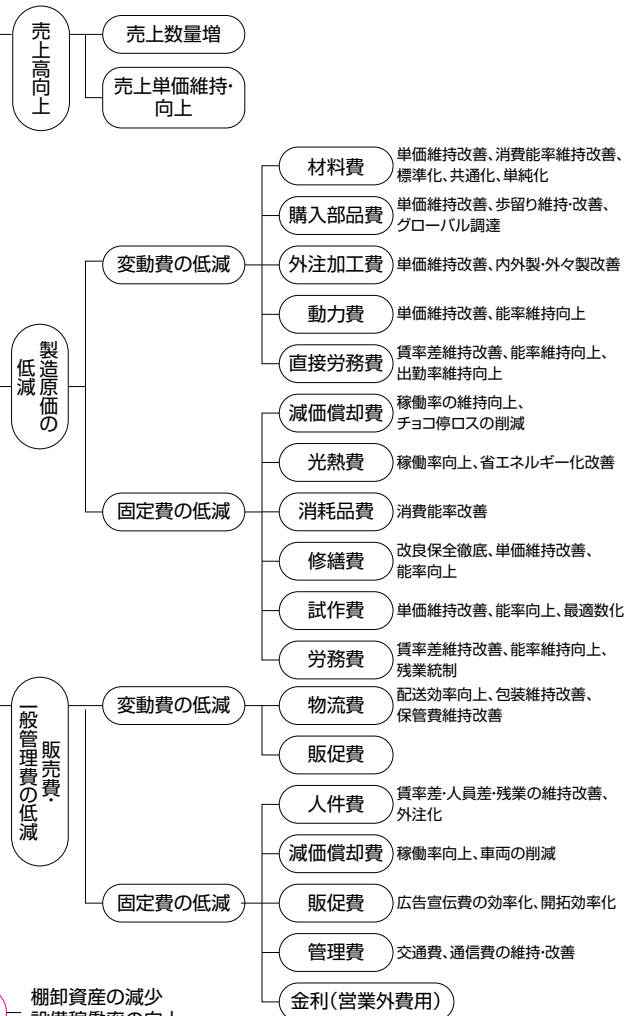 売上高向上
売上数量増
売上単価維持・
向上
製造原価の
低減
変動費の低減
材料費
単価維持改善、消費能率維持改善、
標準化、共通化、単純化
購入部品費
単価維持改善、歩留り維持・改善、
グローバル調達
外注加工費
単価維持改善、内外製・外々製改善
動力費
単価維持改善、能率維持向上
直接労務費
賃率差維持改善、能率維持向上、
出勤率維持向上
固定費の低減
減価償却費
稼働率の維持向上、
チョコ停ロスの削減
光熱費
稼働率向上、省エネルギー化改善
消耗品費
消費能率改善
修繕費
改良保全徹底、単価維持改善、
能率向上
試作費
単価維持改善、能率向上、最適数化
労務費
賃率差維持改善、能率維持向上、
残業統制
販売費・
一般管理費の低減
変動費の低減
物流費
配送効率向上、包装維持改善、
保管費維持改善
販促費
固定費の低減
人件費
賃率差・人員差・残業の維持改善、
外注化
減価償却費
稼働率向上、車両の削減
販促費
広告宣伝費の効率化、開拓効率化
管理費
交通費、通信費の維持・改善
金利(営業外費用)
棚卸資産の減少
設備稼働率の向上